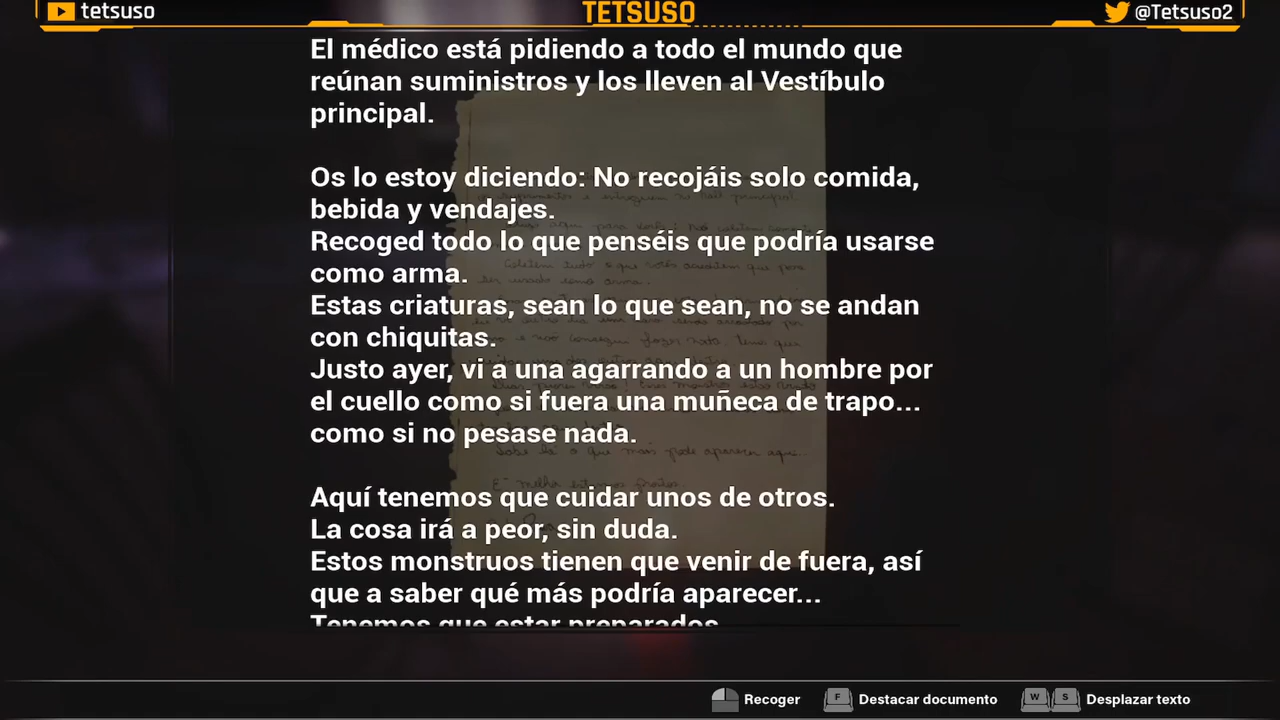 tetsuso
TETSUSO
@Tetsuso2
El médico está pidiendo a todo el mundo que
reúnan suministros y los lleven al Vestíbulo
principal.
Os lo estoy diciendo: No recojáis solo comida,
bebida y vendajes.
Recoged todo lo que penséis que podría usarse
como arma.
Estas criaturas, sean lo que sean, no se andan
con chiquitas.
Justo ayer, vi a una agarrando a un hombre por
el cuello como si fuera una muñeca de trapo...
como si no pesase nada.
Aquí tenemos que cuidar unos de otros.
La cosa irá a peor, sin duda.
Estos monstruos tienen que venir de fuera, así
que a saber qué más podría aparecer...
Tenemos que estar preparados
Recoger
F Destacar documento
W S Desplazar texto